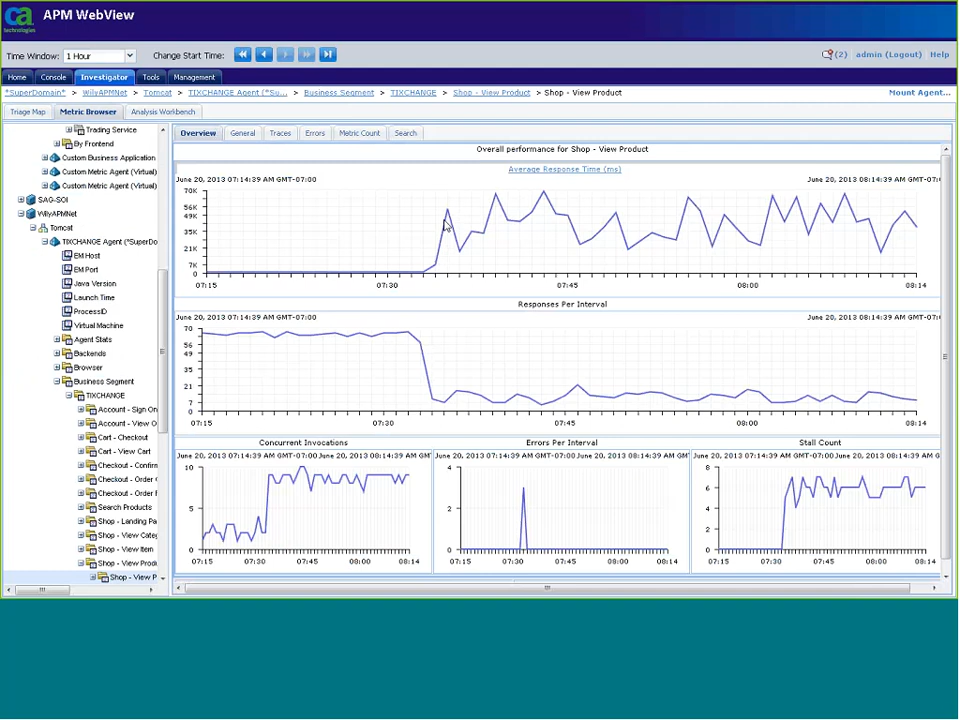 ca technologies
APM WebView
Time Window: 1 Hour Change Start Time: (2) admin (Logout) Help
Home Console Investigator Tools Management
*SuperDomain* > WilyAPMNet > Tomcat > TIXCHANGE Agent (*Su... > Business Segment > TIXCHANGE > Shop - View Product > Shop - View Product Mount Agent...
Triage Map Metric Browser Analysis Workbench
Trading Service
By Frontend
Custom Business Application
Custom Metric Agent (Virtual)
Custom Metric Agent (Virtual)
SAG-SOI
WilyAPMNet
Tomcat
TIXCHANGE Agent (*SuperDo
EM Host
EM Port
Java Version
Launch Time
ProcessID
Virtual Machine
Agent Stats
Backends
Browser
Business Segment
TIXCHANGE
Account - Sign On
Account - View O
Cart - Checkout
Cart - View Cart
Checkout - Confirm
Checkout - Order
Checkout - Order
Search Products
Shop - Landing Pa
Shop - View Cate
Shop - View Item
Shop - View Prod
Shop - View P
Overview General Traces Errors Metric Count Search
Overall performance for Shop - View Product
Average Response Time (ms)
June 20, 2013 07:14:39 AM GMT-07:00 June 20, 2013 08:14:39 AM GMT-07:
70K
56K
49K
35K
21K
7K
0
07:15 07:30 07:45 08:00 08:14
Responses Per Interval
June 20, 2013 07:14:39 AM GMT-07:00 June 20, 2013 08:14:39 AM GMT-07:
70
56
49
35
21
7
0
07:15 07:30 07:45 08:00 08:14
Concurrent Invocations
June 20, 2013 07:14:39 AM GMT-07:00 June 20, 2013 08:14:39 AM GM
10
5
0
07:15 07:30 07:45 08:00 08:14
Errors Per Interval
June 20, 2013 07:14:39 AM GMT-07:00 June 20, 2013 08:14:39 AM GM
4
2
0
07:15 07:30 07:45 08:00 08:14
Stall Count
June 20, 2013 07:14:39 AM GMT-07:00 June 20, 2013 08:14:39 AM G
8
6
4
2
0
07:15 07:30 07:45 08:00 08:14